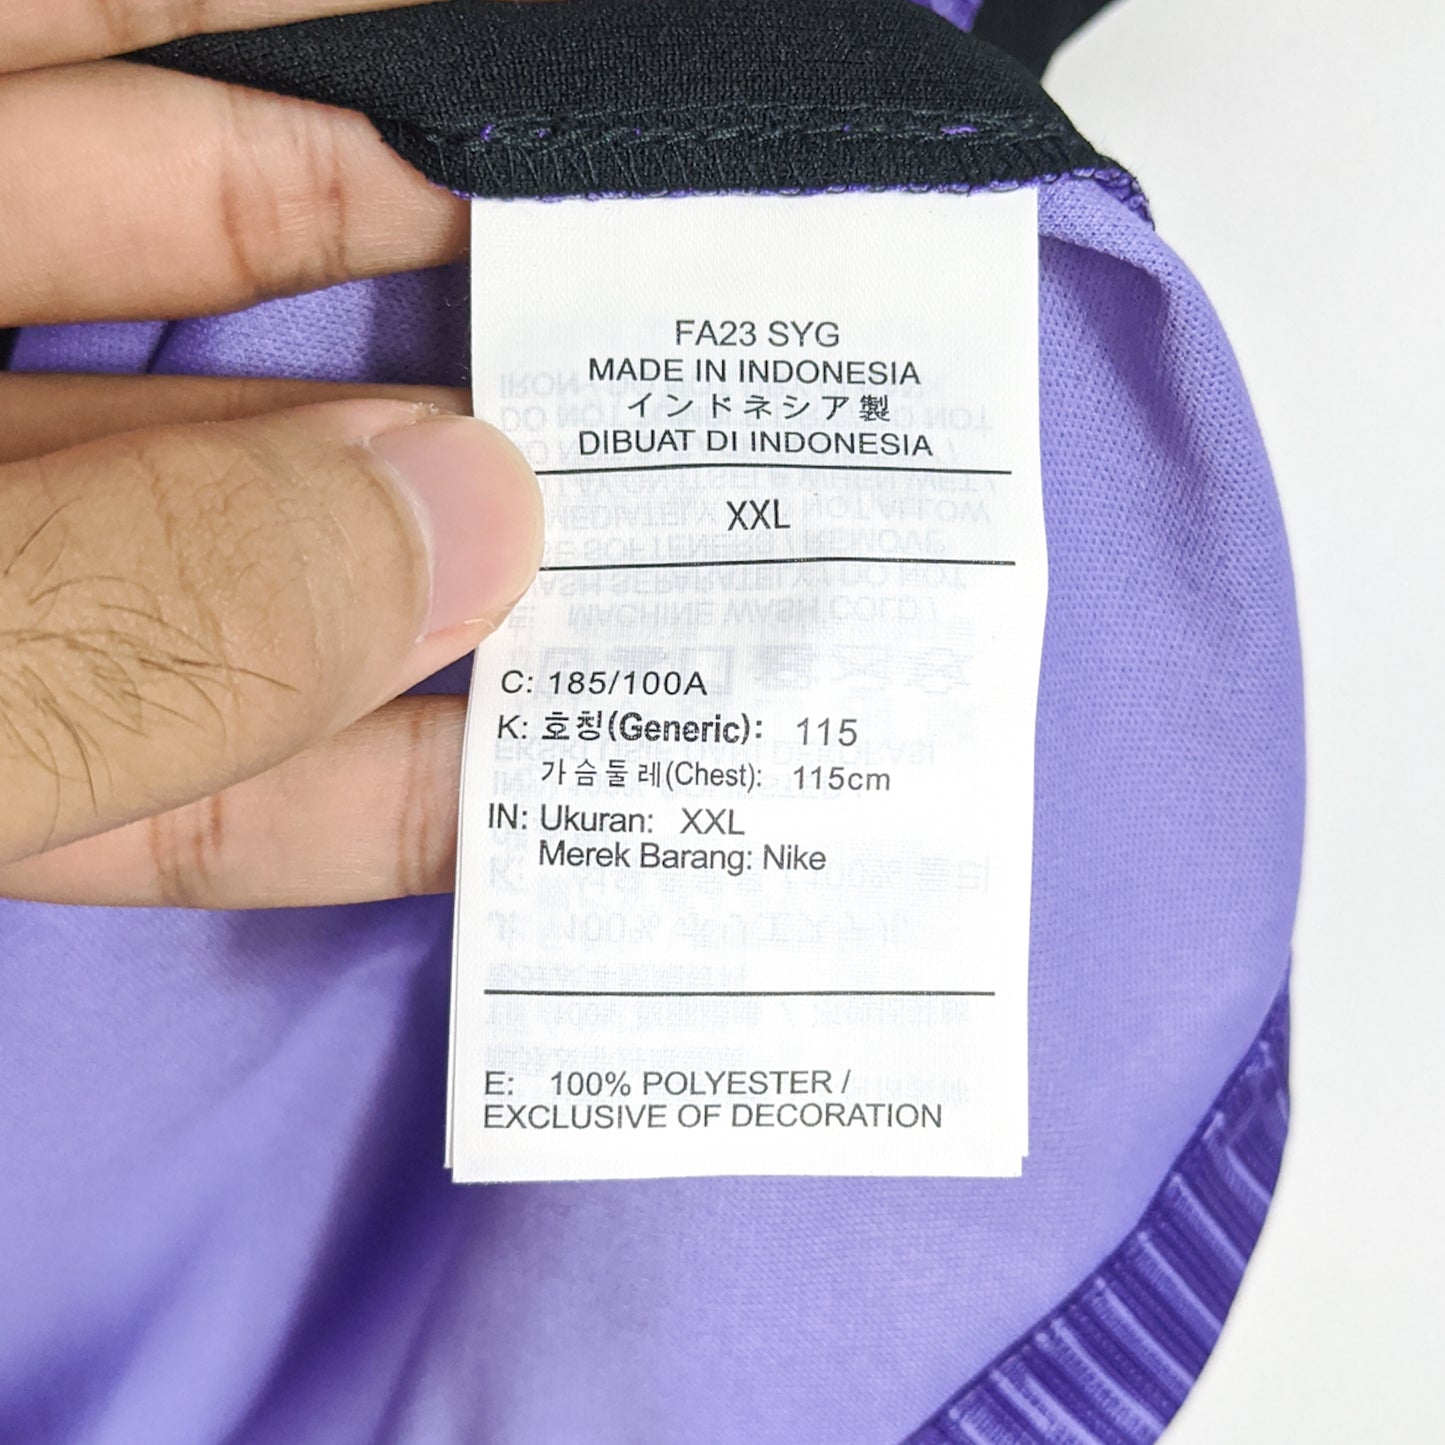 FA23 SYG
MADE IN INDONESIA
インドネシア製
DIBUAT DI INDONESIA
XXL
C: 185/100A
K: 호칭(Generic): 115
가슴둘레(Chest): 115cm
IN: Ukuran: XXL
Merek Barang: Nike
E: 100% POLYESTER /
EXCLUSIVE OF DECORATION